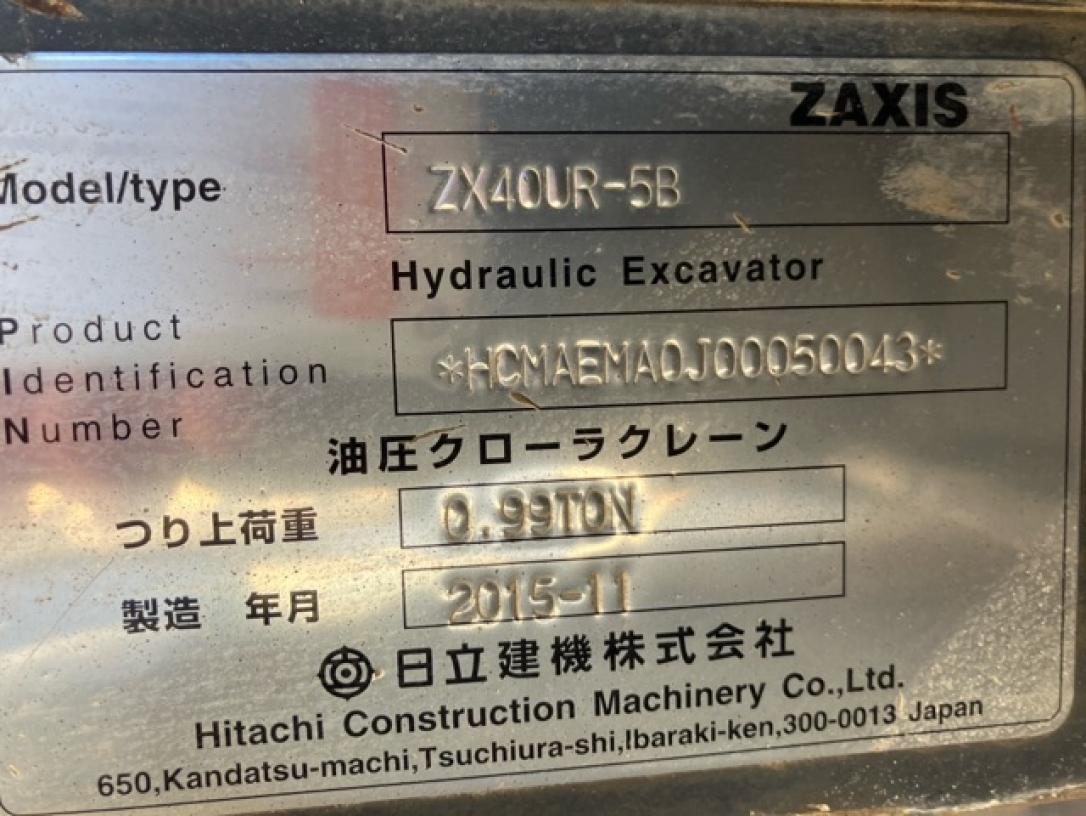 ZAXIS
Model/type ZX40UR-5B
Hydraulic Excavator
Product
Identification *HCMAEMA0J00050043*
Number
油圧クローラクレーン
つり上荷重 0.99TON
製造 年月 2015-11
日立建機株式会社
Hitachi Construction Machinery Co.,Ltd.
650,Kandatsu-machi,Tsuchiura-shi,Ibaraki-ken,300-0013 Japan